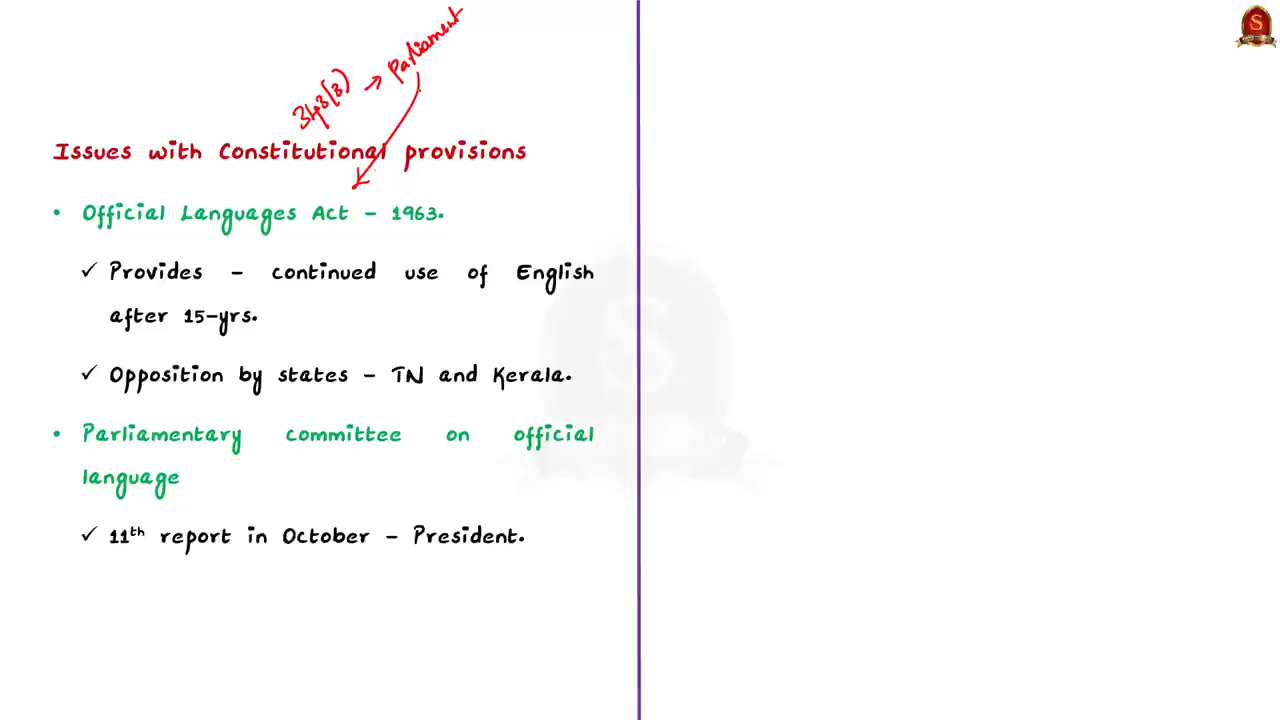 343(3) → Parliament
Issues with Constitutional provisions
• Official Languages Act – 1963.
✓ Provides – continued use of English
after 15-yrs.
✓ Opposition by states – TN and Kerala.
• Parliamentary committee on official
language
✓ 11th report in October – President.
S